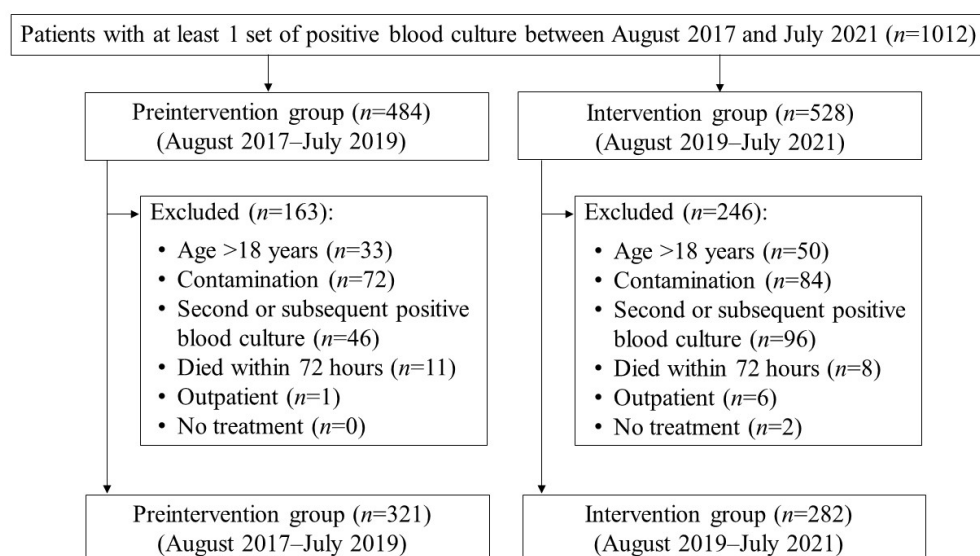 Patients with at least 1 set of positive blood culture between August 2017 and July 2021 (n=1012)
Preintervention group (n=484)
(August 2017–July 2019)
Intervention group (n=528)
(August 2019–July 2021)
Excluded (n=163):
• Age >18 years (n=33)
• Contamination (n=72)
• Second or subsequent positive
blood culture (n=46)
• Died within 72 hours (n=11)
• Outpatient (n=1)
• No treatment (n=0)
Excluded (n=246):
• Age >18 years (n=50)
• Contamination (n=84)
• Second or subsequent positive
blood culture (n=96)
• Died within 72 hours (n=8)
• Outpatient (n=6)
• No treatment (n=2)
Preintervention group (n=321)
(August 2017–July 2019)
Intervention group (n=282)
(August 2019–July 2021)